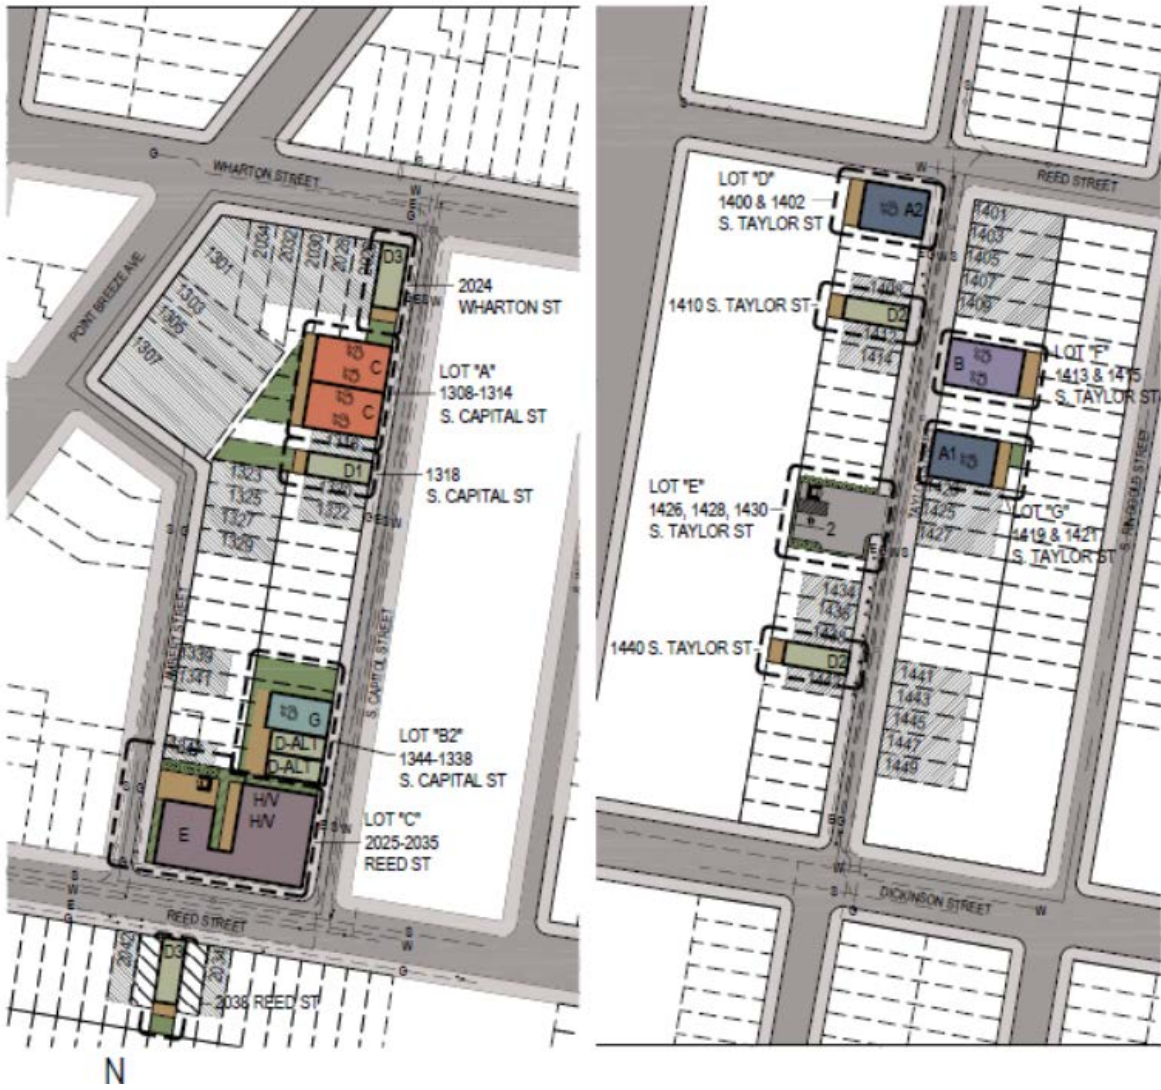 WHARTON STREET
POINT BREEZE AVE.
1301
1303
1305
1307
2034
2032
2030
2028
D3
2024
WHARTON ST
C
C
LOT "A"
1308-1314
S. CAPITAL ST
D1
1318
S. CAPITAL ST
1322
1323
1325
1327
1329
S. CAPITOL STREET
1339
1341
G
D-ALT
D-ALT
LOT "B2"
1344-1338
S. CAPITAL ST
H/V
H/V
E
LOT "C"
2025-2035
REED ST
REED STREET
2042
D3
2034
2038 REED ST
N
REED STREET
LOT "D"
1400 & 1402
S. TAYLOR ST
A2
1401
1403
1405
1407
1409
1410 S. TAYLOR ST
D2
1412
1414
B
LOT "F"
1413 & 1415
S. TAYLOR ST
A1
LOT "G"
1419 & 1421
S. TAYLOR ST
1425
1427
LOT "E"
1426, 1428, 1430
S. TAYLOR ST
2
S. RINGGOLD STREET
1434
1436
1440 S. TAYLOR ST
D2
1441
1443
1445
1447
1449
DICKINSON STREET